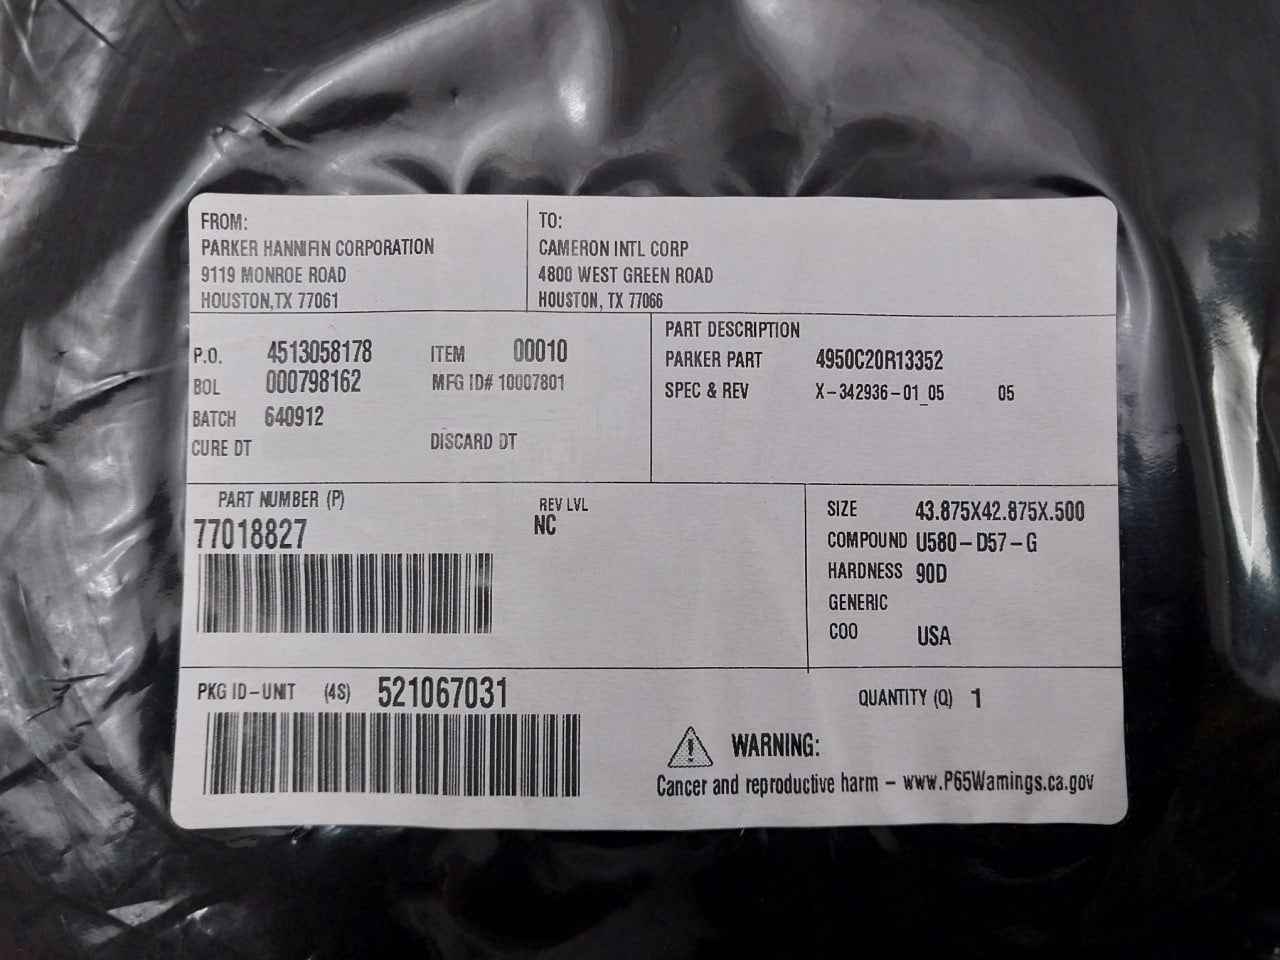 FROM:
PARKER HANNIFIN CORPORATION
9119 MONROE ROAD
HOUSTON,TX 77061
TO:
CAMERON INTL CORP
4800 WEST GREEN ROAD
HOUSTON, TX 77066
P.O. 4513058178 ITEM 00010
BOL 000798162 MFG ID# 10007801
BATCH 640912
CURE DT DISCARD DT
PART DESCRIPTION
PARKER PART 4950C20R13352
SPEC & REV X-342936-01_05 05
PART NUMBER (P)
77018827
REV LVL
NC
SIZE 43.875X42.875X.500
COMPOUND U580-D57-G
HARDNESS 90D
GENERIC
COO USA
PKG ID-UNIT (4S) 521067031
QUANTITY (Q) 1
WARNING:
Cancer and reproductive harm - www.P65Warnings.ca.gov